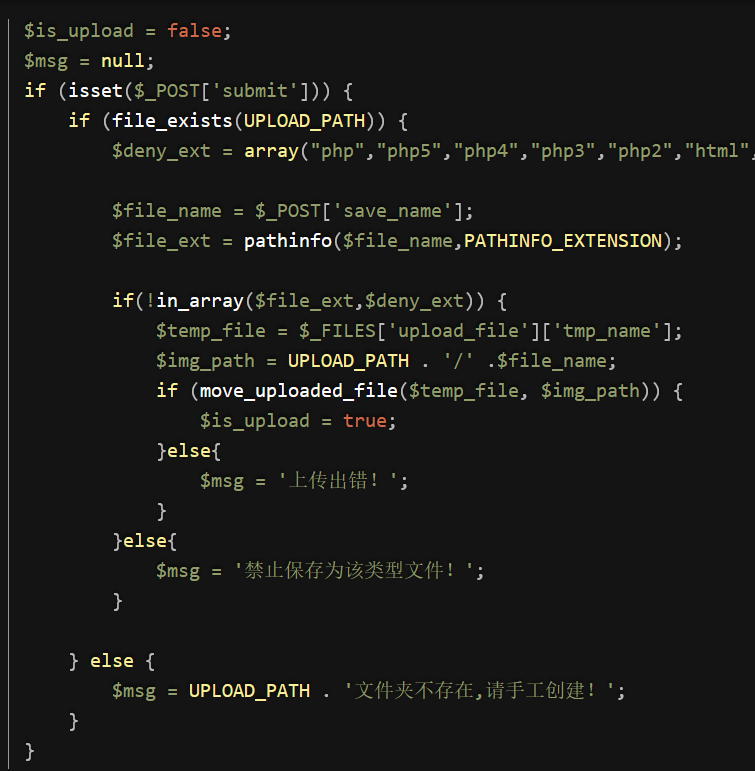 $is_upload = false;
$msg = null;
if (isset($_POST['submit'])) {
    if (file_exists(UPLOAD_PATH)) {
        $deny_ext = array("php","php5","php4","php3","php2","html",

        $file_name = $_POST['save_name'];
        $file_ext = pathinfo($file_name,PATHINFO_EXTENSION);

        if(!in_array($file_ext,$deny_ext)) {
            $temp_file = $_FILES['upload_file']['tmp_name'];
            $img_path = UPLOAD_PATH . '/' .$file_name;
            if (move_uploaded_file($temp_file, $img_path)) {
                $is_upload = true;
            }else{
                $msg = '上传出错！';
            }
        }else{
            $msg = '禁止保存为该类型文件！';
        }

    } else {
        $msg = UPLOAD_PATH . '文件夹不存在,请手工创建！';
    }
}